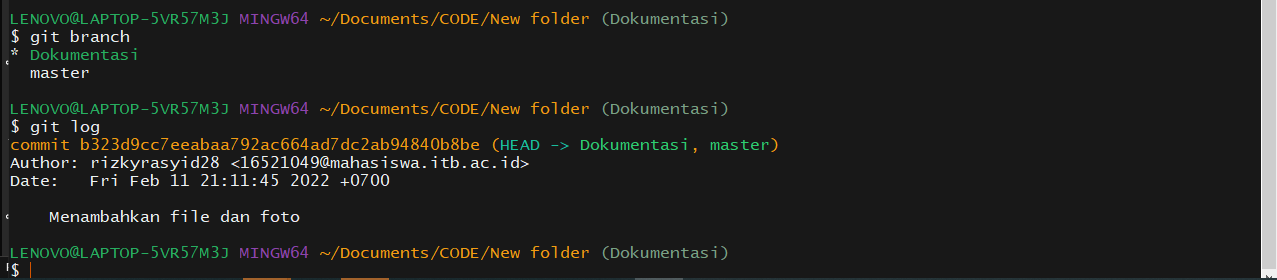 LENOVO@LAPTOP-5VR57M3J MINGW64 ~/Documents/CODE/New folder (Dokumentasi)
$ git branch
* Dokumentasi
  master
LENOVO@LAPTOP-5VR57M3J MINGW64 ~/Documents/CODE/New folder (Dokumentasi)
$ git log
commit b323d9cc7eeabaa792ac664ad7dc2ab94840b8be (HEAD -> Dokumentasi, master)
Author: rizkyrasyid28 <16521049@mahasiswa.itb.ac.id>
Date:   Fri Feb 11 21:11:45 2022 +0700
    Menambahkan file dan foto
LENOVO@LAPTOP-5VR57M3J MINGW64 ~/Documents/CODE/New folder (Dokumentasi)
$